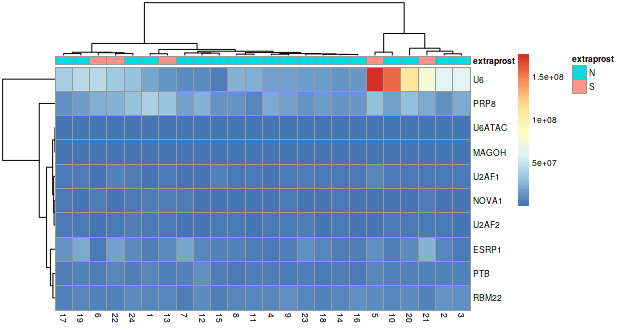 extraprost
U6
PRP8
U6ATAC
MAGOH
U2AF1
NOVA1
U2AF2
ESRP1
PTB
RBM22
17 19 6 22 24 1 13 7 12 15 8 11 4 9 23 18 14 16 5 10 20 21 2 3
1.5e+08
1e+08
5e+07
extraprost
N
S